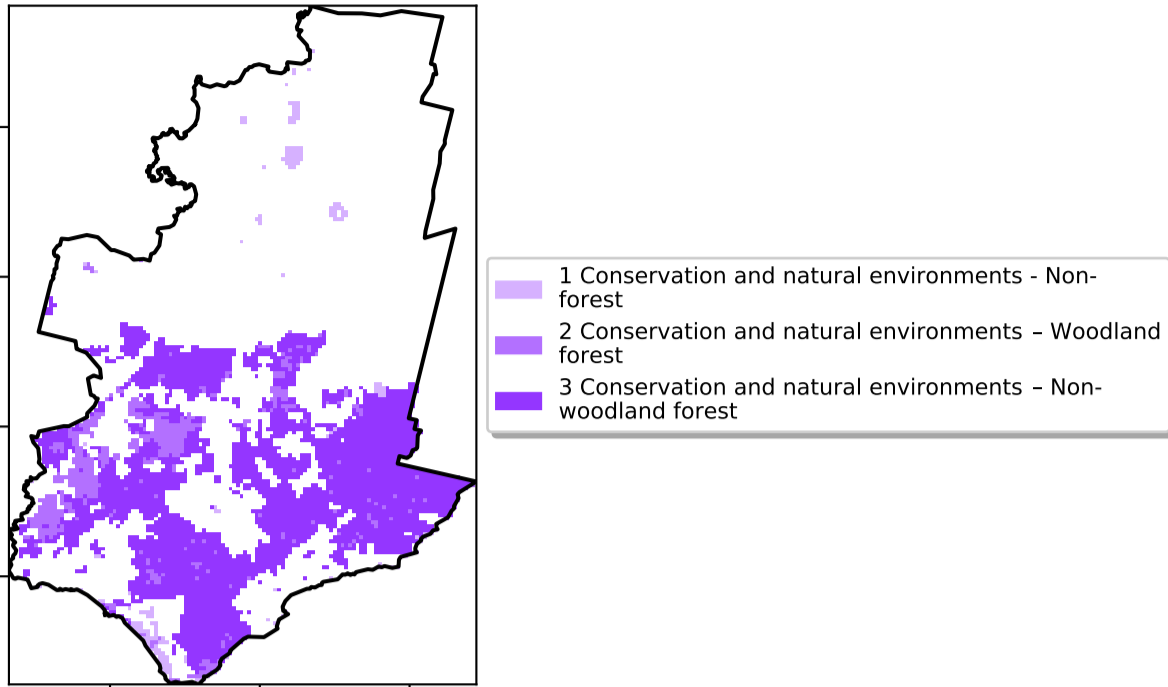 1 Conservation and natural environments - Non-
forest
2 Conservation and natural environments – Woodland
forest
3 Conservation and natural environments – Non-
woodland forest